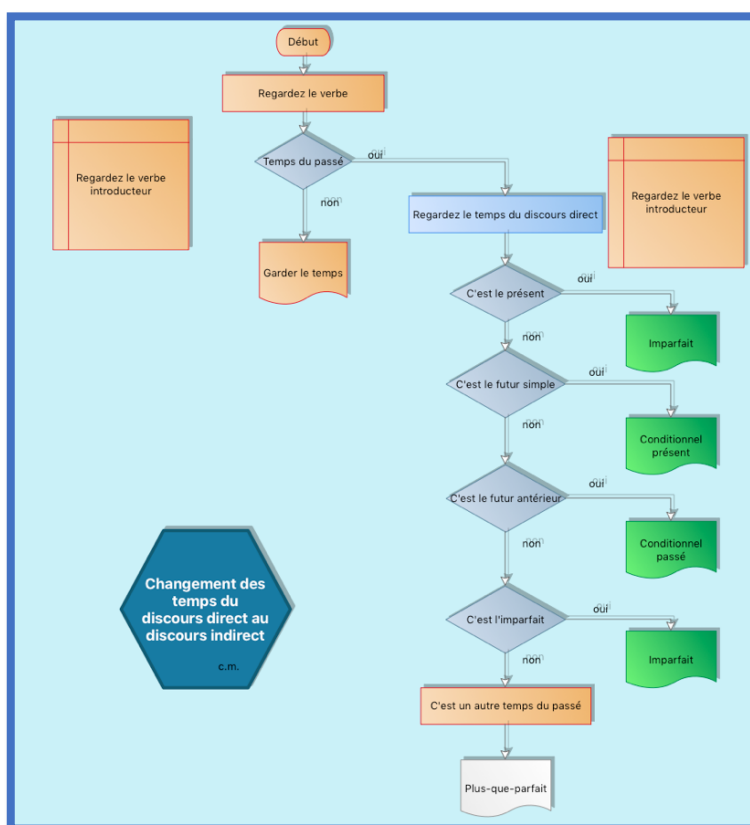 Début
Regardez le verbe
Temps du passé
oui
non
Regardez le verbe
introducteur
Regardez le verbe
introducteur
Regardez le temps du discours direct
Garder le temps
C'est le présent
oui
non
Imparfait
C'est le futur simple
oui
non
Conditionnel
présent
C'est le futur antérieur
oui
non
Conditionnel
passé
C'est l'imparfait
oui
non
Imparfait
C'est un autre temps du passé
Plus-que-parfait
Changement des
temps du
discours direct au
discours indirect
c.m.